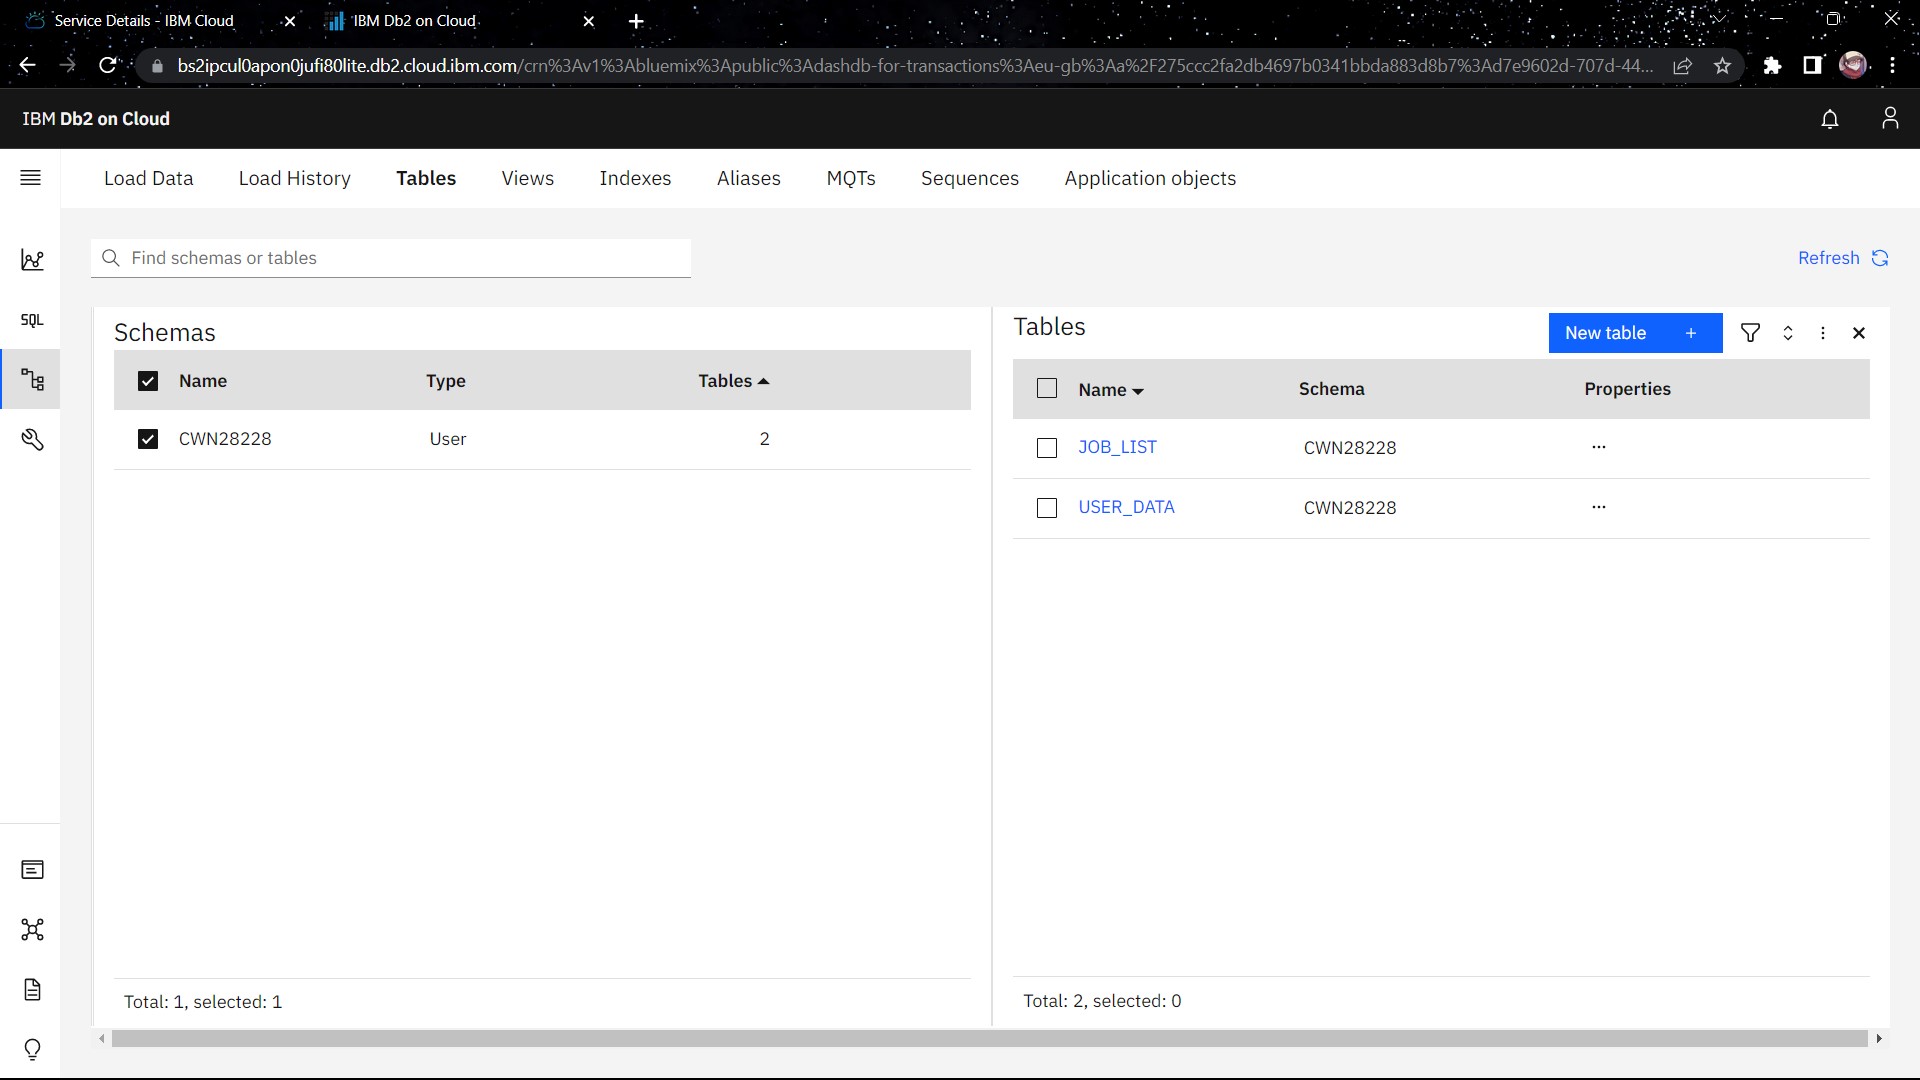 Service Details - IBM Cloud
IBM Db2 on Cloud
bs2ipcul0apon0jufi80lite.db2.cloud.ibm.com/crn%3Av1%3Abluemix%3Apublic%3Adashdb-for-transactions%3Aeu-gb%3Aa%2F275ccc2fa2db4697b0341bbda883d8b7%3Ad7e9602d-707d-44...
IBM Db2 on Cloud
Load Data Load History Tables Views Indexes Aliases MQTs Sequences Application objects
Find schemas or tables
Refresh
SQL
Schemas
Name Type Tables
CWN28228 User 2
Total: 1, selected: 1
Tables
New table +
Name Schema Properties
JOB_LIST CWN28228 ...
USER_DATA CWN28228 ...
Total: 2, selected: 0